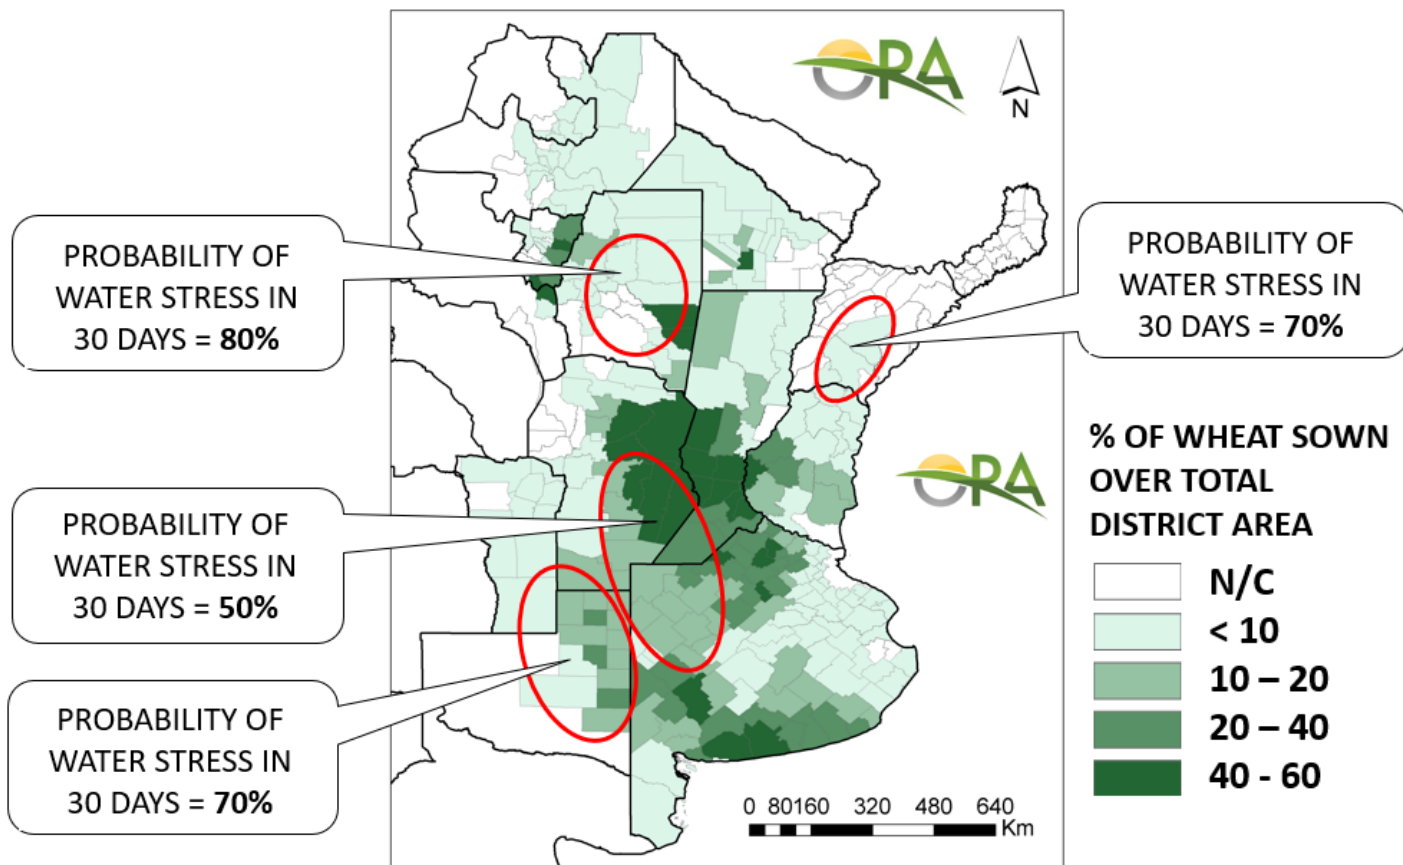 ORA
N
PROBABILITY OF
WATER STRESS IN
30 DAYS = 80%
PROBABILITY OF
WATER STRESS IN
30 DAYS = 70%
% OF WHEAT SOWN
OVER TOTAL
DISTRICT AREA
N/C
< 10
10 – 20
20 – 40
40 - 60
ORA
PROBABILITY OF
WATER STRESS IN
30 DAYS = 50%
PROBABILITY OF
WATER STRESS IN
30 DAYS = 70%
0 80160 320 480 640
Km